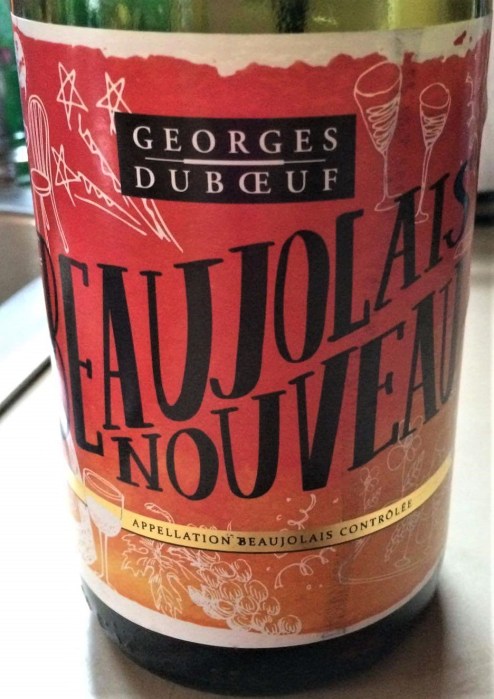 GEORGES
DUBŒUF
BEAUJOLAIS
NOUVEAU
APPELLATION BEAUJOLAIS CONTRÔLÉE